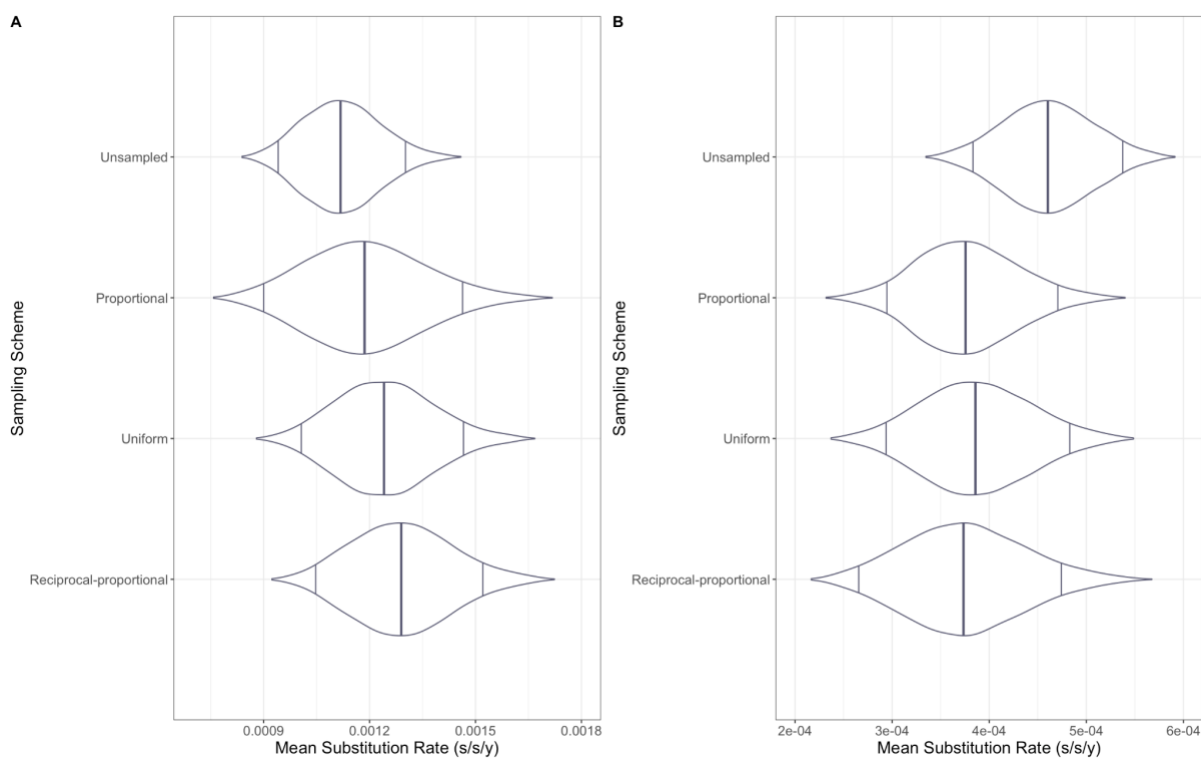 A
Sampling Scheme
Unsampled
Proportional
Uniform
Reciprocal-proportional
0.0009 0.0012 0.0015 0.0018
Mean Substitution Rate (s/s/y)
B
Sampling Scheme
Unsampled
Proportional
Uniform
Reciprocal-proportional
2e-04 3e-04 4e-04 5e-04 6e-04
Mean Substitution Rate (s/s/y)